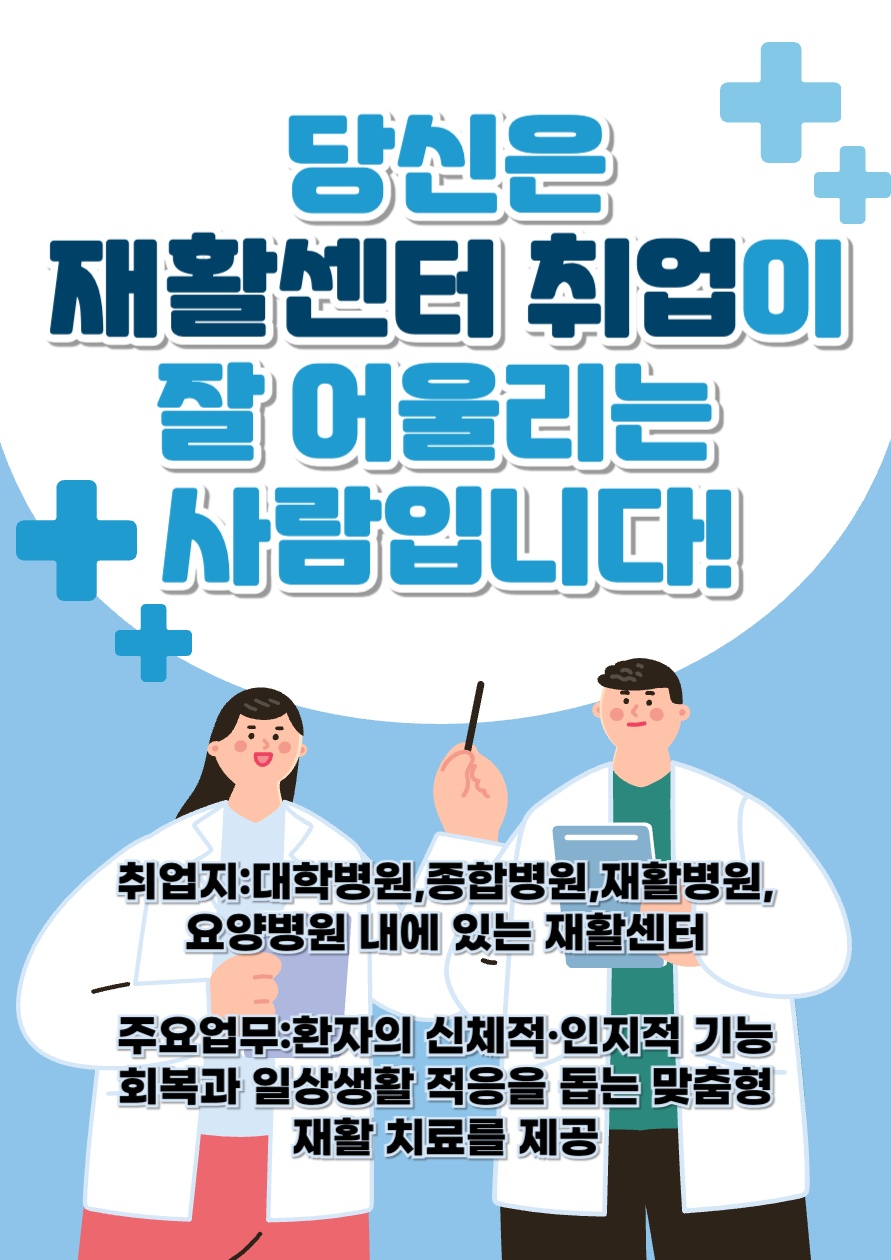 당신은
재활센터 취업이
잘 어울리는
사람입니다!
취업지:대학병원,종합병원,재활병원,
요양병원 내에 있는 재활센터
주요업무:환자의 신체적·인지적 기능
회복과 일상생활 적응을 돕는 맞춤형
재활 치료를 제공